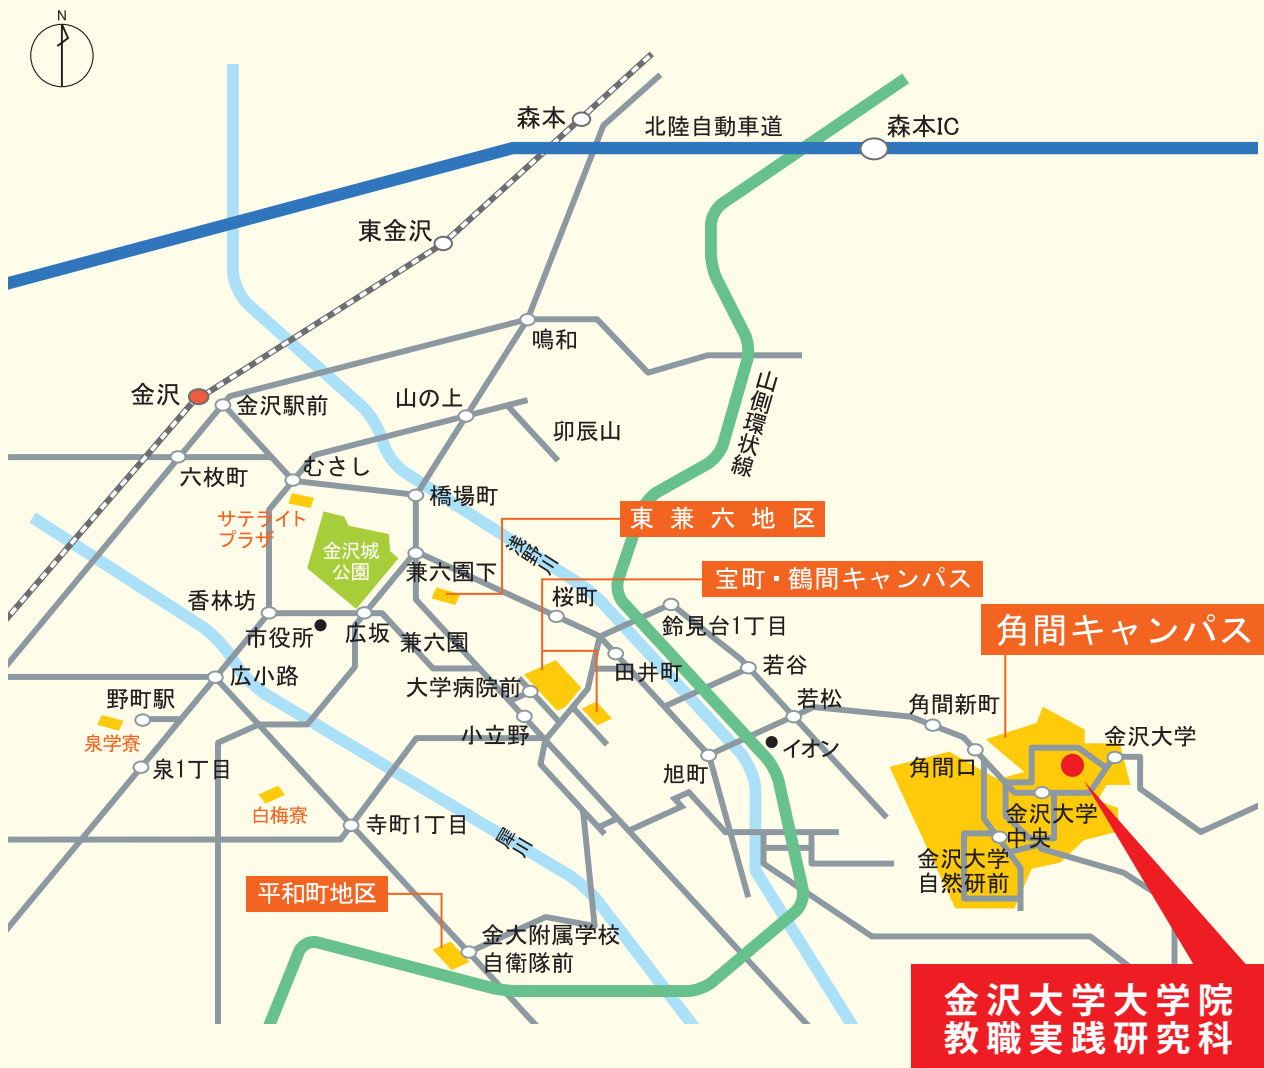 N
森本
北陸自動車道
森本IC
東金沢
鳴和
金沢
金沢駅前
山の上
卯辰山
山側環状線
六枚町
むさし
橋場町
サテライト
プラザ
金沢城
公園
東兼六地区
浅野川
兼六園下
宝町・鶴間キャンパス
香林坊
市役所
広坂
兼六園
桜町
鈴見台1丁目
角間キャンパス
広小路
大学病院前
田井町
若谷
野町駅
泉学寮
小立野
若松
角間新町
金沢大学
泉1丁目
旭町
イオン
角間口
白梅寮
寺町1丁目
犀川
金沢大学
中央
金沢大学
自然研前
平和町地区
金大附属学校
自衛隊前
金沢大学大学院
教職実践研究科